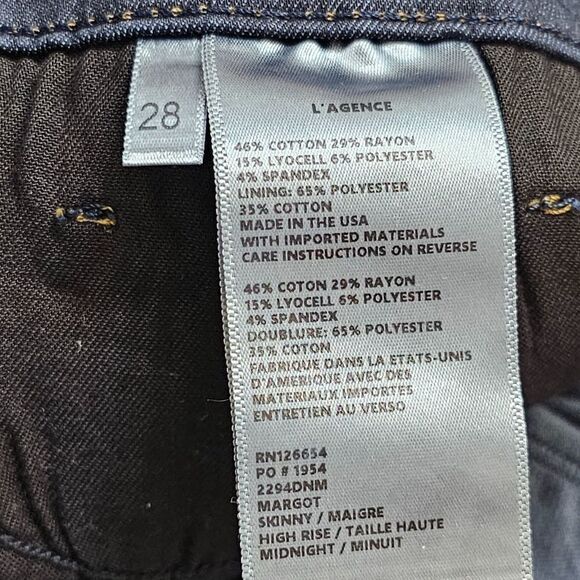 28
L'AGENCE
46% COTTON 29% RAYON
15% LYOCELL 6% POLYESTER
4% SPANDEX
LINING: 65% POLYESTER
35% COTTON
MADE IN THE USA
WITH IMPORTED MATERIALS
CARE INSTRUCTIONS ON REVERSE
46% COTON 29% RAYON
15% LYOCELL 6% POLYESTER
4% SPANDEX
DOUBLURE: 65% POLYESTER
35% COTON
FABRIQUE DANS LA ETATS-UNIS
D'AMERIQUE AVEC DES
MATERIAUX IMPORTES
ENTRETIEN AU VERSO
RN126654
PO # 1954
2294DNM
MARGOT
SKINNY / MAIGRE
HIGH RISE / TAILLE HAUTE
MIDNIGHT / MINUIT